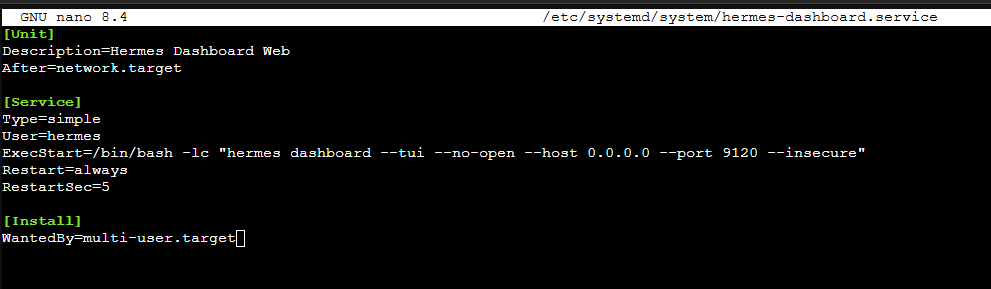 GNU nano 8.4 /etc/systemd/system/hermes-dashboard.service
[Unit]
Description=Hermes Dashboard Web
After=network.target
[Service]
Type=simple
User=hermes
ExecStart=/bin/bash -lc "hermes dashboard --tui --no-open --host 0.0.0.0 --port 9120 --insecure"
Restart=always
RestartSec=5
[Install]
WantedBy=multi-user.target